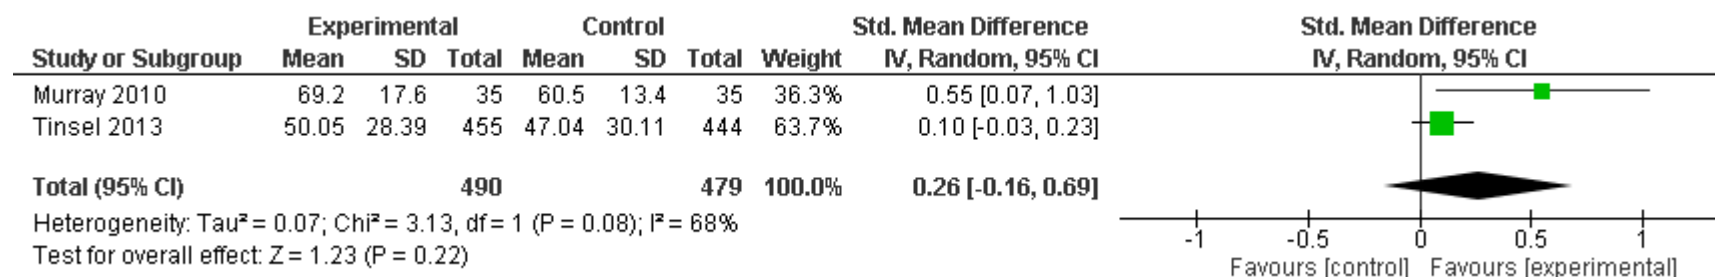 Experimental Control Std. Mean Difference Std. Mean Difference
Study or Subgroup Mean SD Total Mean SD Total Weight IV, Random, 95% CI IV, Random, 95% CI
Murray 2010 69.2 17.6 35 60.5 13.4 35 36.3% 0.55 [0.07, 1.03]
Tinsel 2013 50.05 28.39 455 47.04 30.11 444 63.7% 0.10 [-0.03, 0.23]
Total (95% CI) 490 479 100.0% 0.26 [-0.16, 0.69]
Heterogeneity: Tau² = 0.07; Chi² = 3.13, df = 1 (P = 0.08); I² = 68%
Test for overall effect: Z = 1.23 (P = 0.22)
-1 -0.5 0 0.5 1
Favours [control] Favours [experimental]